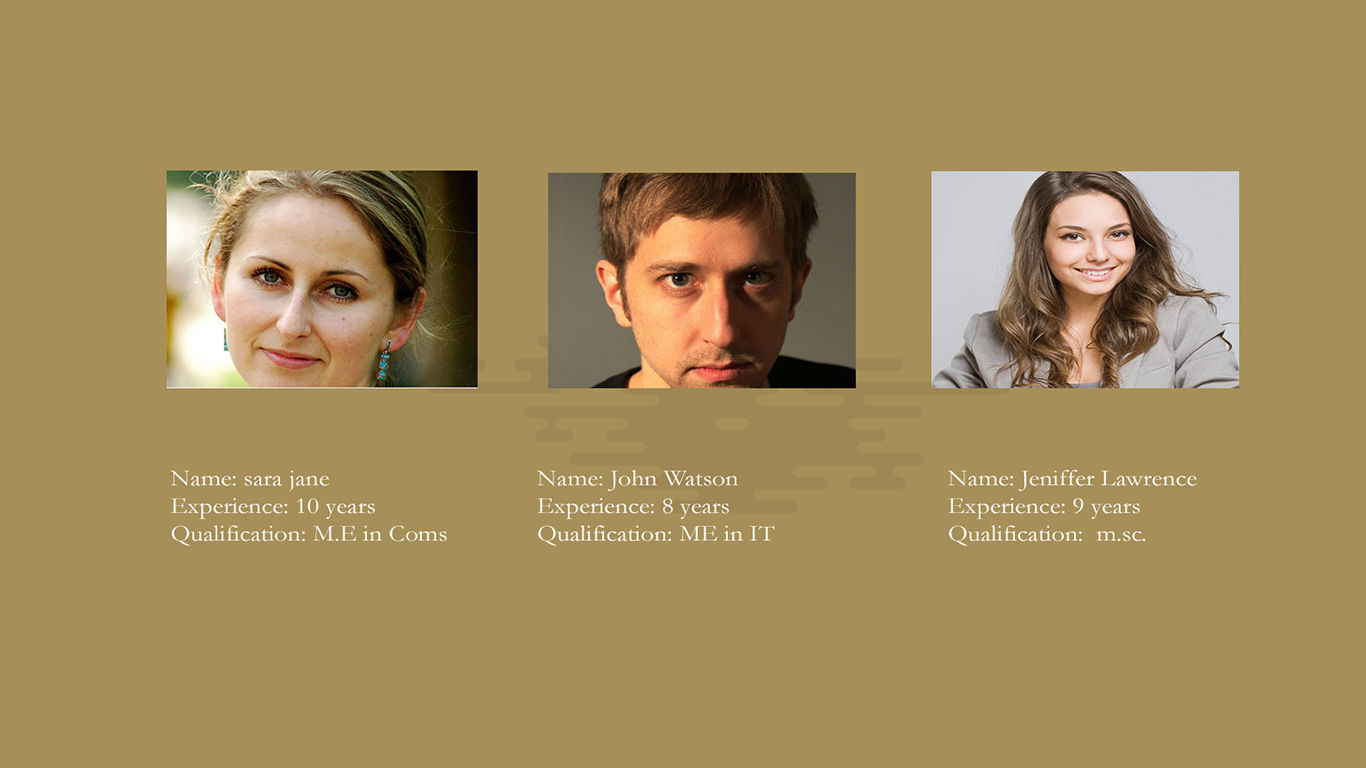 Name: sara jane
Experience: 10 years
Qualification: M.E in Coms
Name: John Watson
Experience: 8 years
Qualification: ME in IT
Name: Jeniffer Lawrence
Experience: 9 years
Qualification:  m.sc.